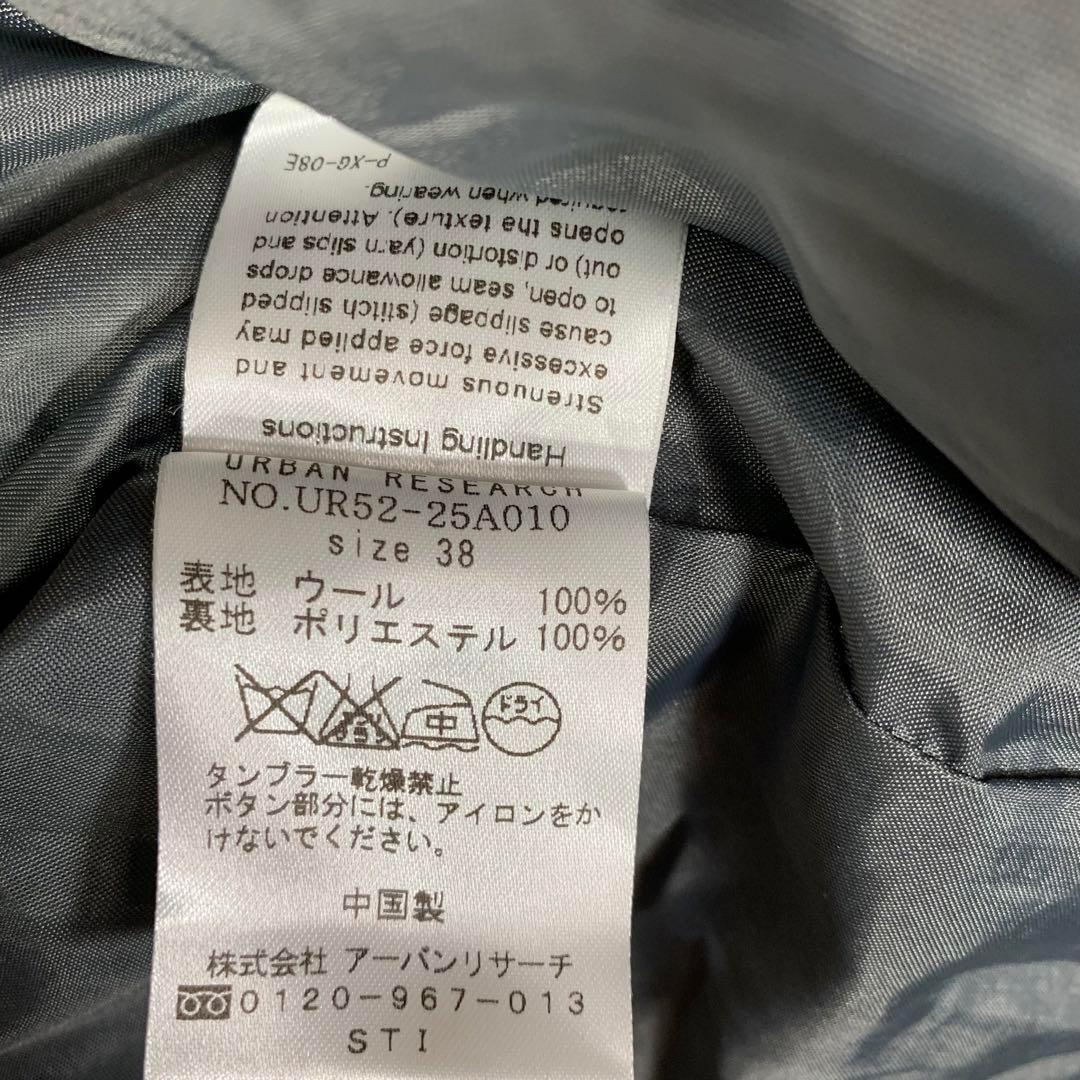 P-XG-08E
Handling Instructions
Strenuous movement and
excessive force applied may
cause slippage (stitch slipped
to open, seam allowance drops
out) or distortion (yarn slips and
opens the texture). Attention
required when wearing.
URBAN RESEARCH
NO.UR52-25A010
size 38
表地 ウール 100%
裏地 ポリエステル 100%
中 ドライ
タンブラー乾燥禁止
ボタン部分には、アイロンをか
けないでください。
中国製
株式会社 アーバンリサーチ
0120-967-013
STI